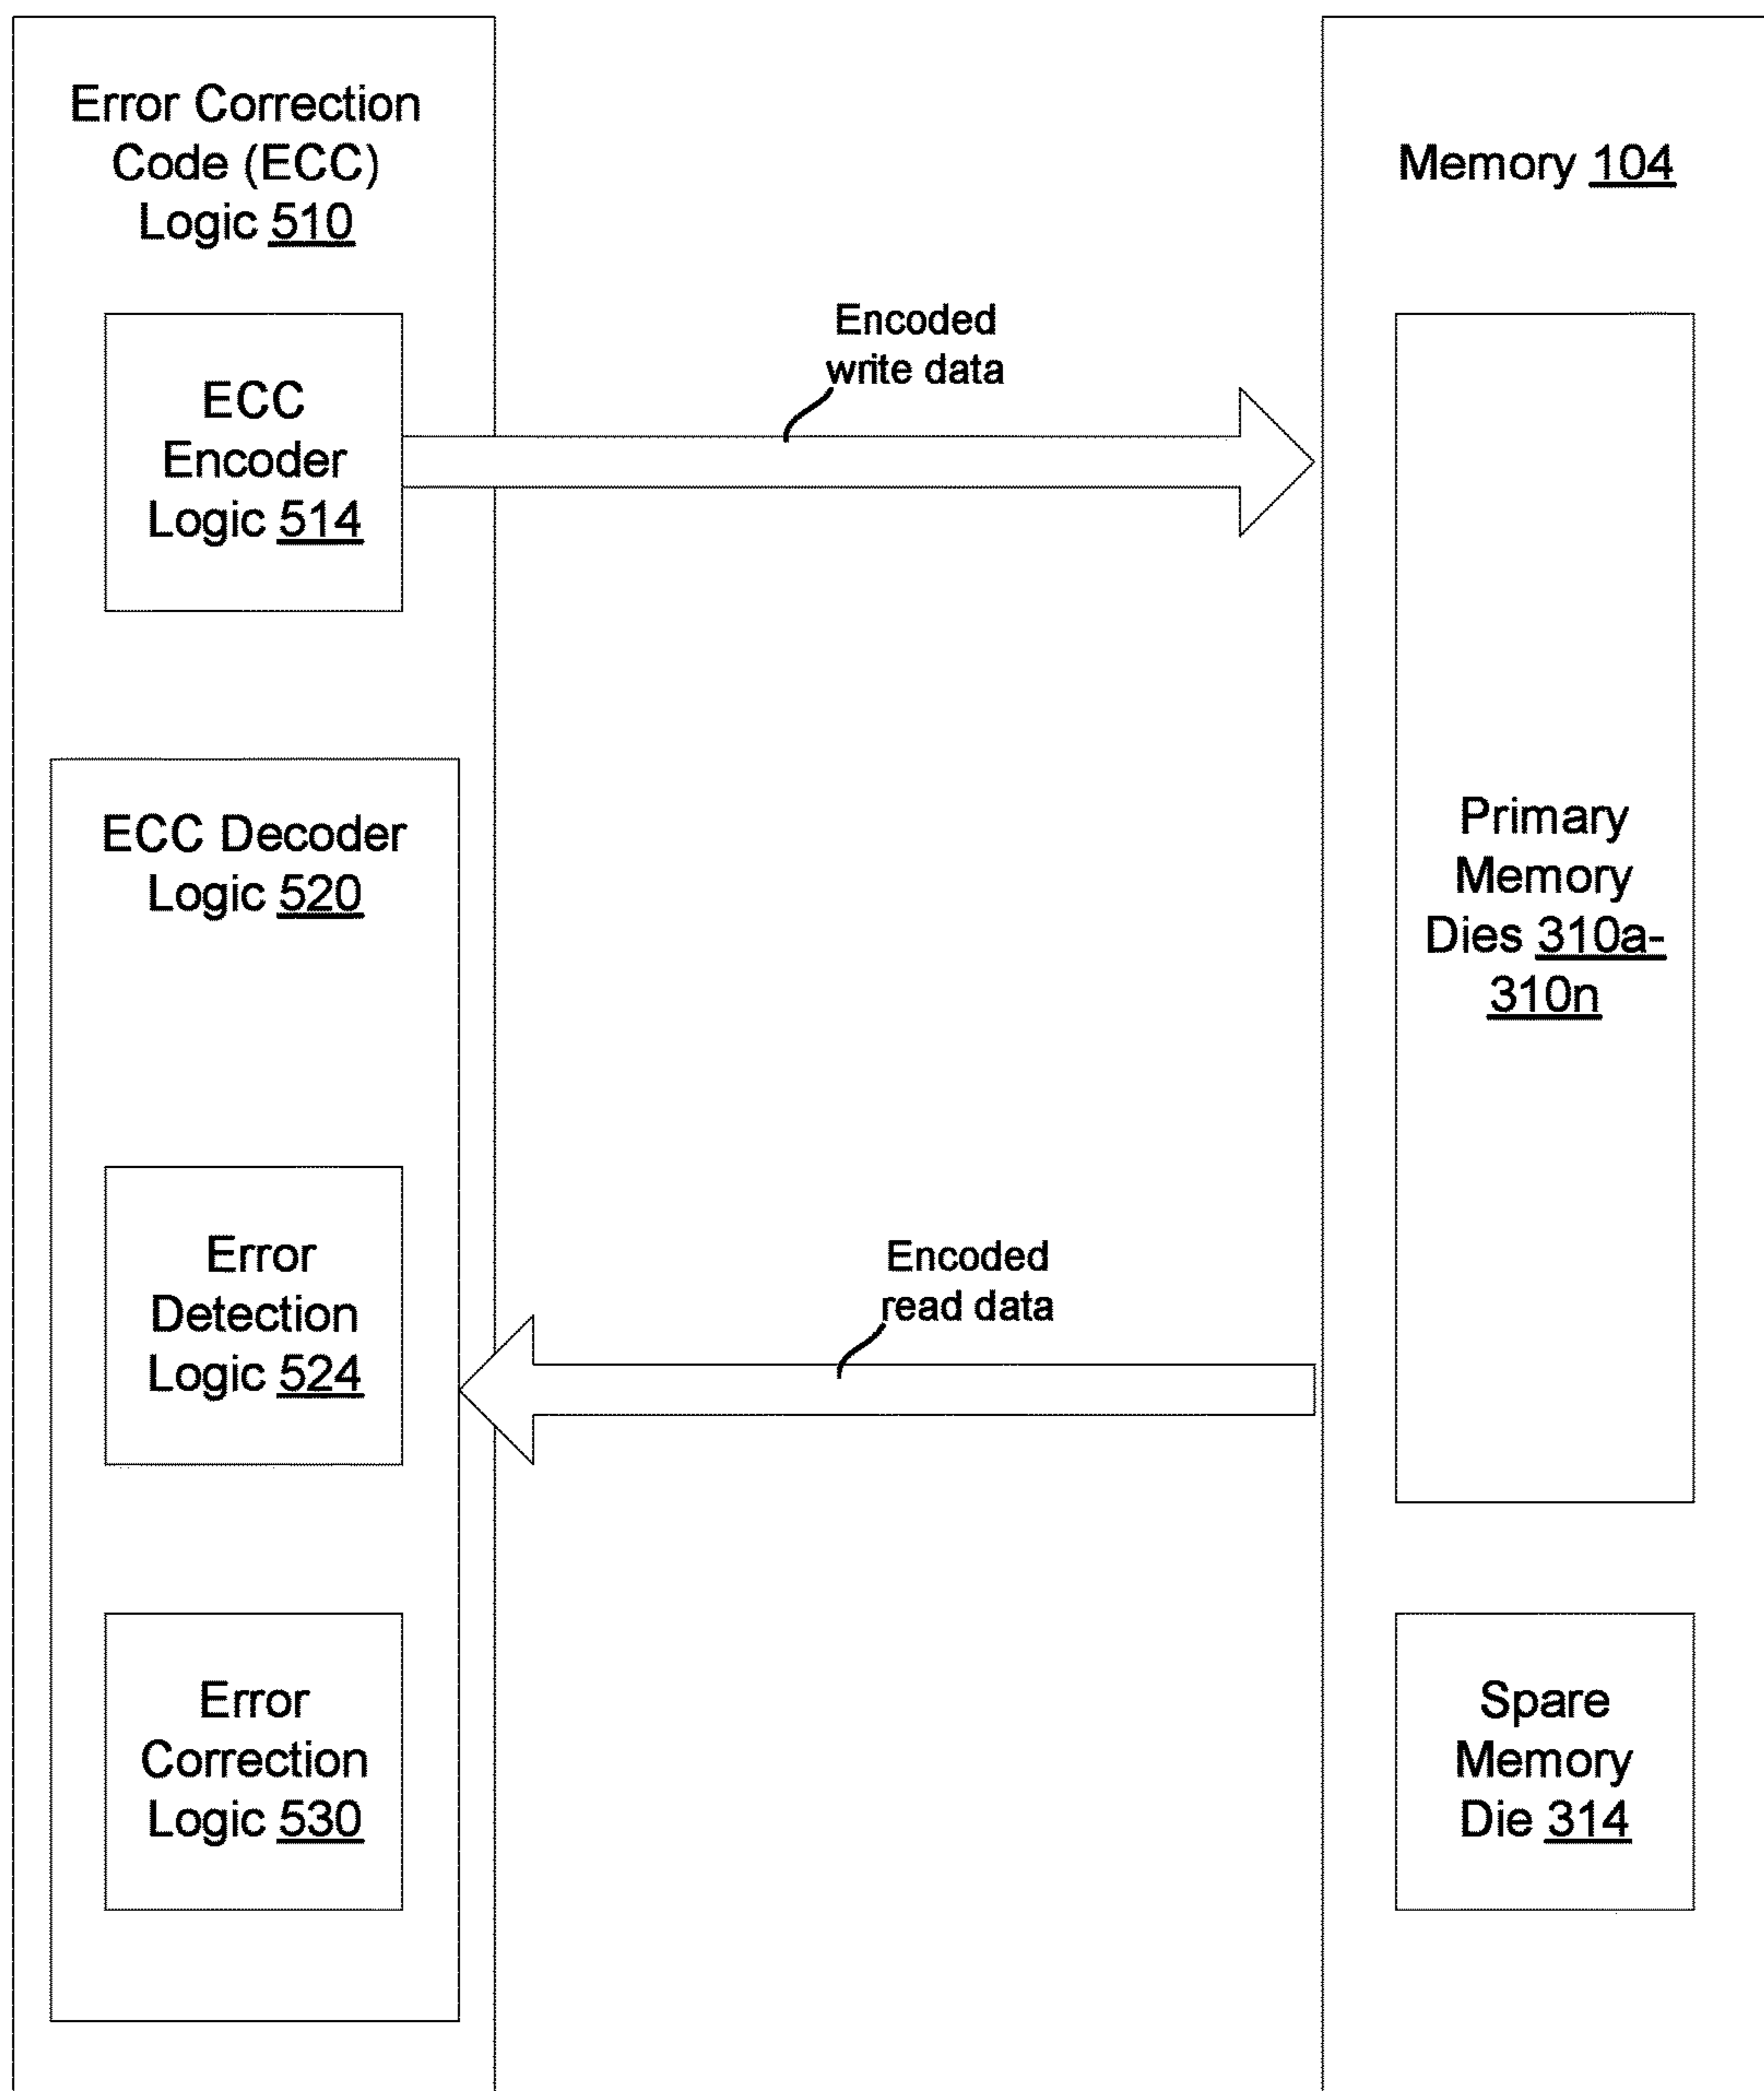 Error Correction
Code (ECC)
Logic 510
Memory 104
Encoded
write data
ECC
Encoder
Logic 514
ECC Decoder
Logic 520
Primary
Memory
Dies 310a-
310n
Error
Detection
Logic 524
Encoded
read data
Error
Correction
Logic 530
Spare
Memory
Die 314